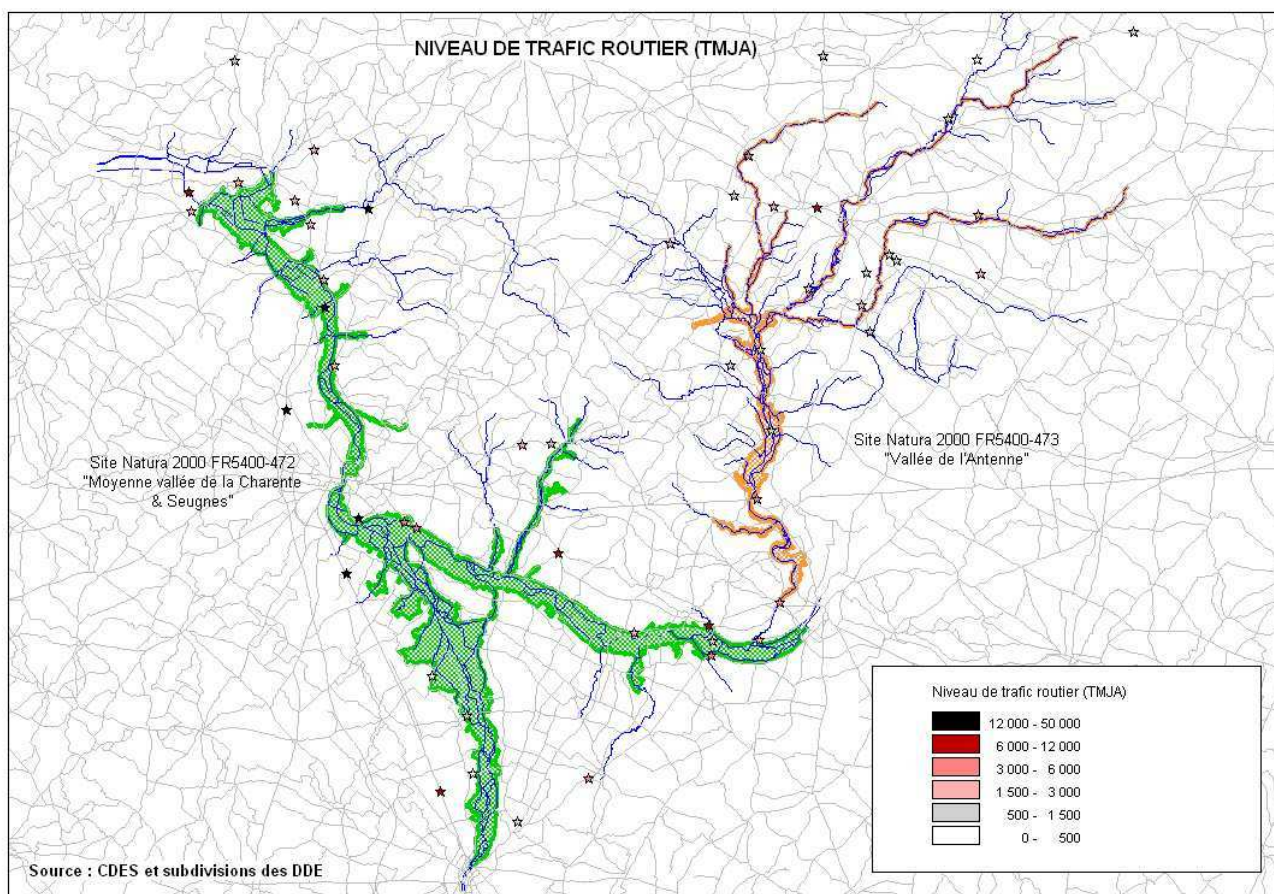 NIVEAU DE TRAFIC ROUTIER (TMJA)
Site Natura 2000 FR5400-472
"Moyenne vallée de la Charente
& Seugnes"
Site Natura 2000 FR5400-473
"Vallée de l'Antenne"
Niveau de trafic routier (TMJA)
12 000 - 50 000
6 000 - 12 000
3 000 - 6 000
1 500 - 3 000
500 - 1 500
0 - 500
Source : CDES et subdivisions des DDE